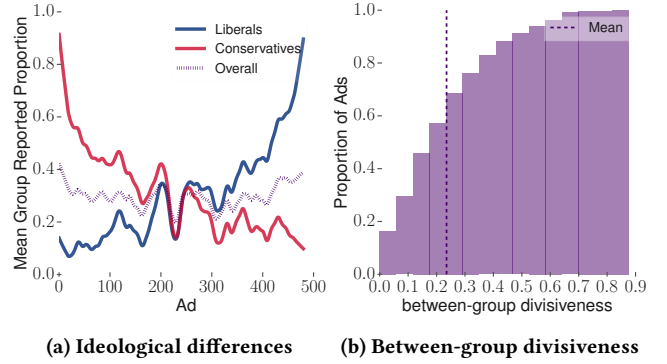 Mean Group Reported Proportion
1.0
0.8
0.6
0.4
0.2
0.0
0 100 200 300 400 500
Ad
Liberals
Conservatives
Overall
(a) Ideological differences
Proportion of Ads
1.0
0.8
0.6
0.4
0.2
0.0
0.0 0.1 0.2 0.3 0.4 0.5 0.6 0.7 0.8 0.9
between-group divisiveness
Mean
(b) Between-group divisiveness